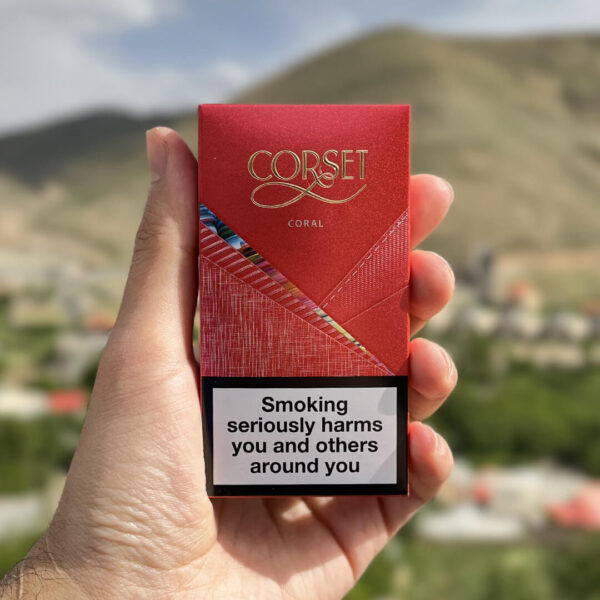 CORSET
CORAL
Smoking
seriously harms
you and others
around you